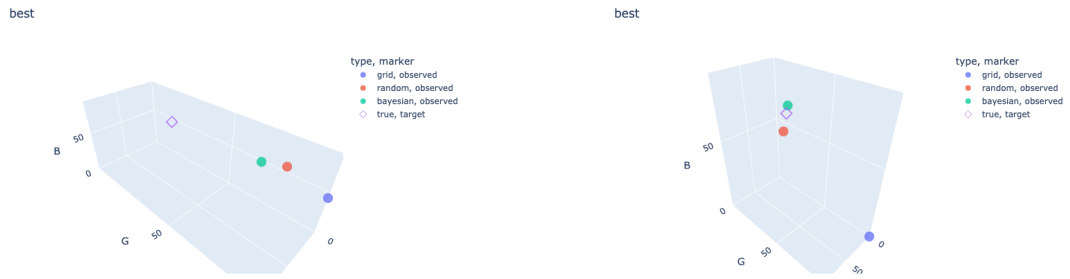 best
type, marker
grid, observed
random, observed
bayesian, observed
true, target
50
B
0
G
50
0
best
type, marker
grid, observed
random, observed
bayesian, observed
true, target
50
B
0
G
50
0
50